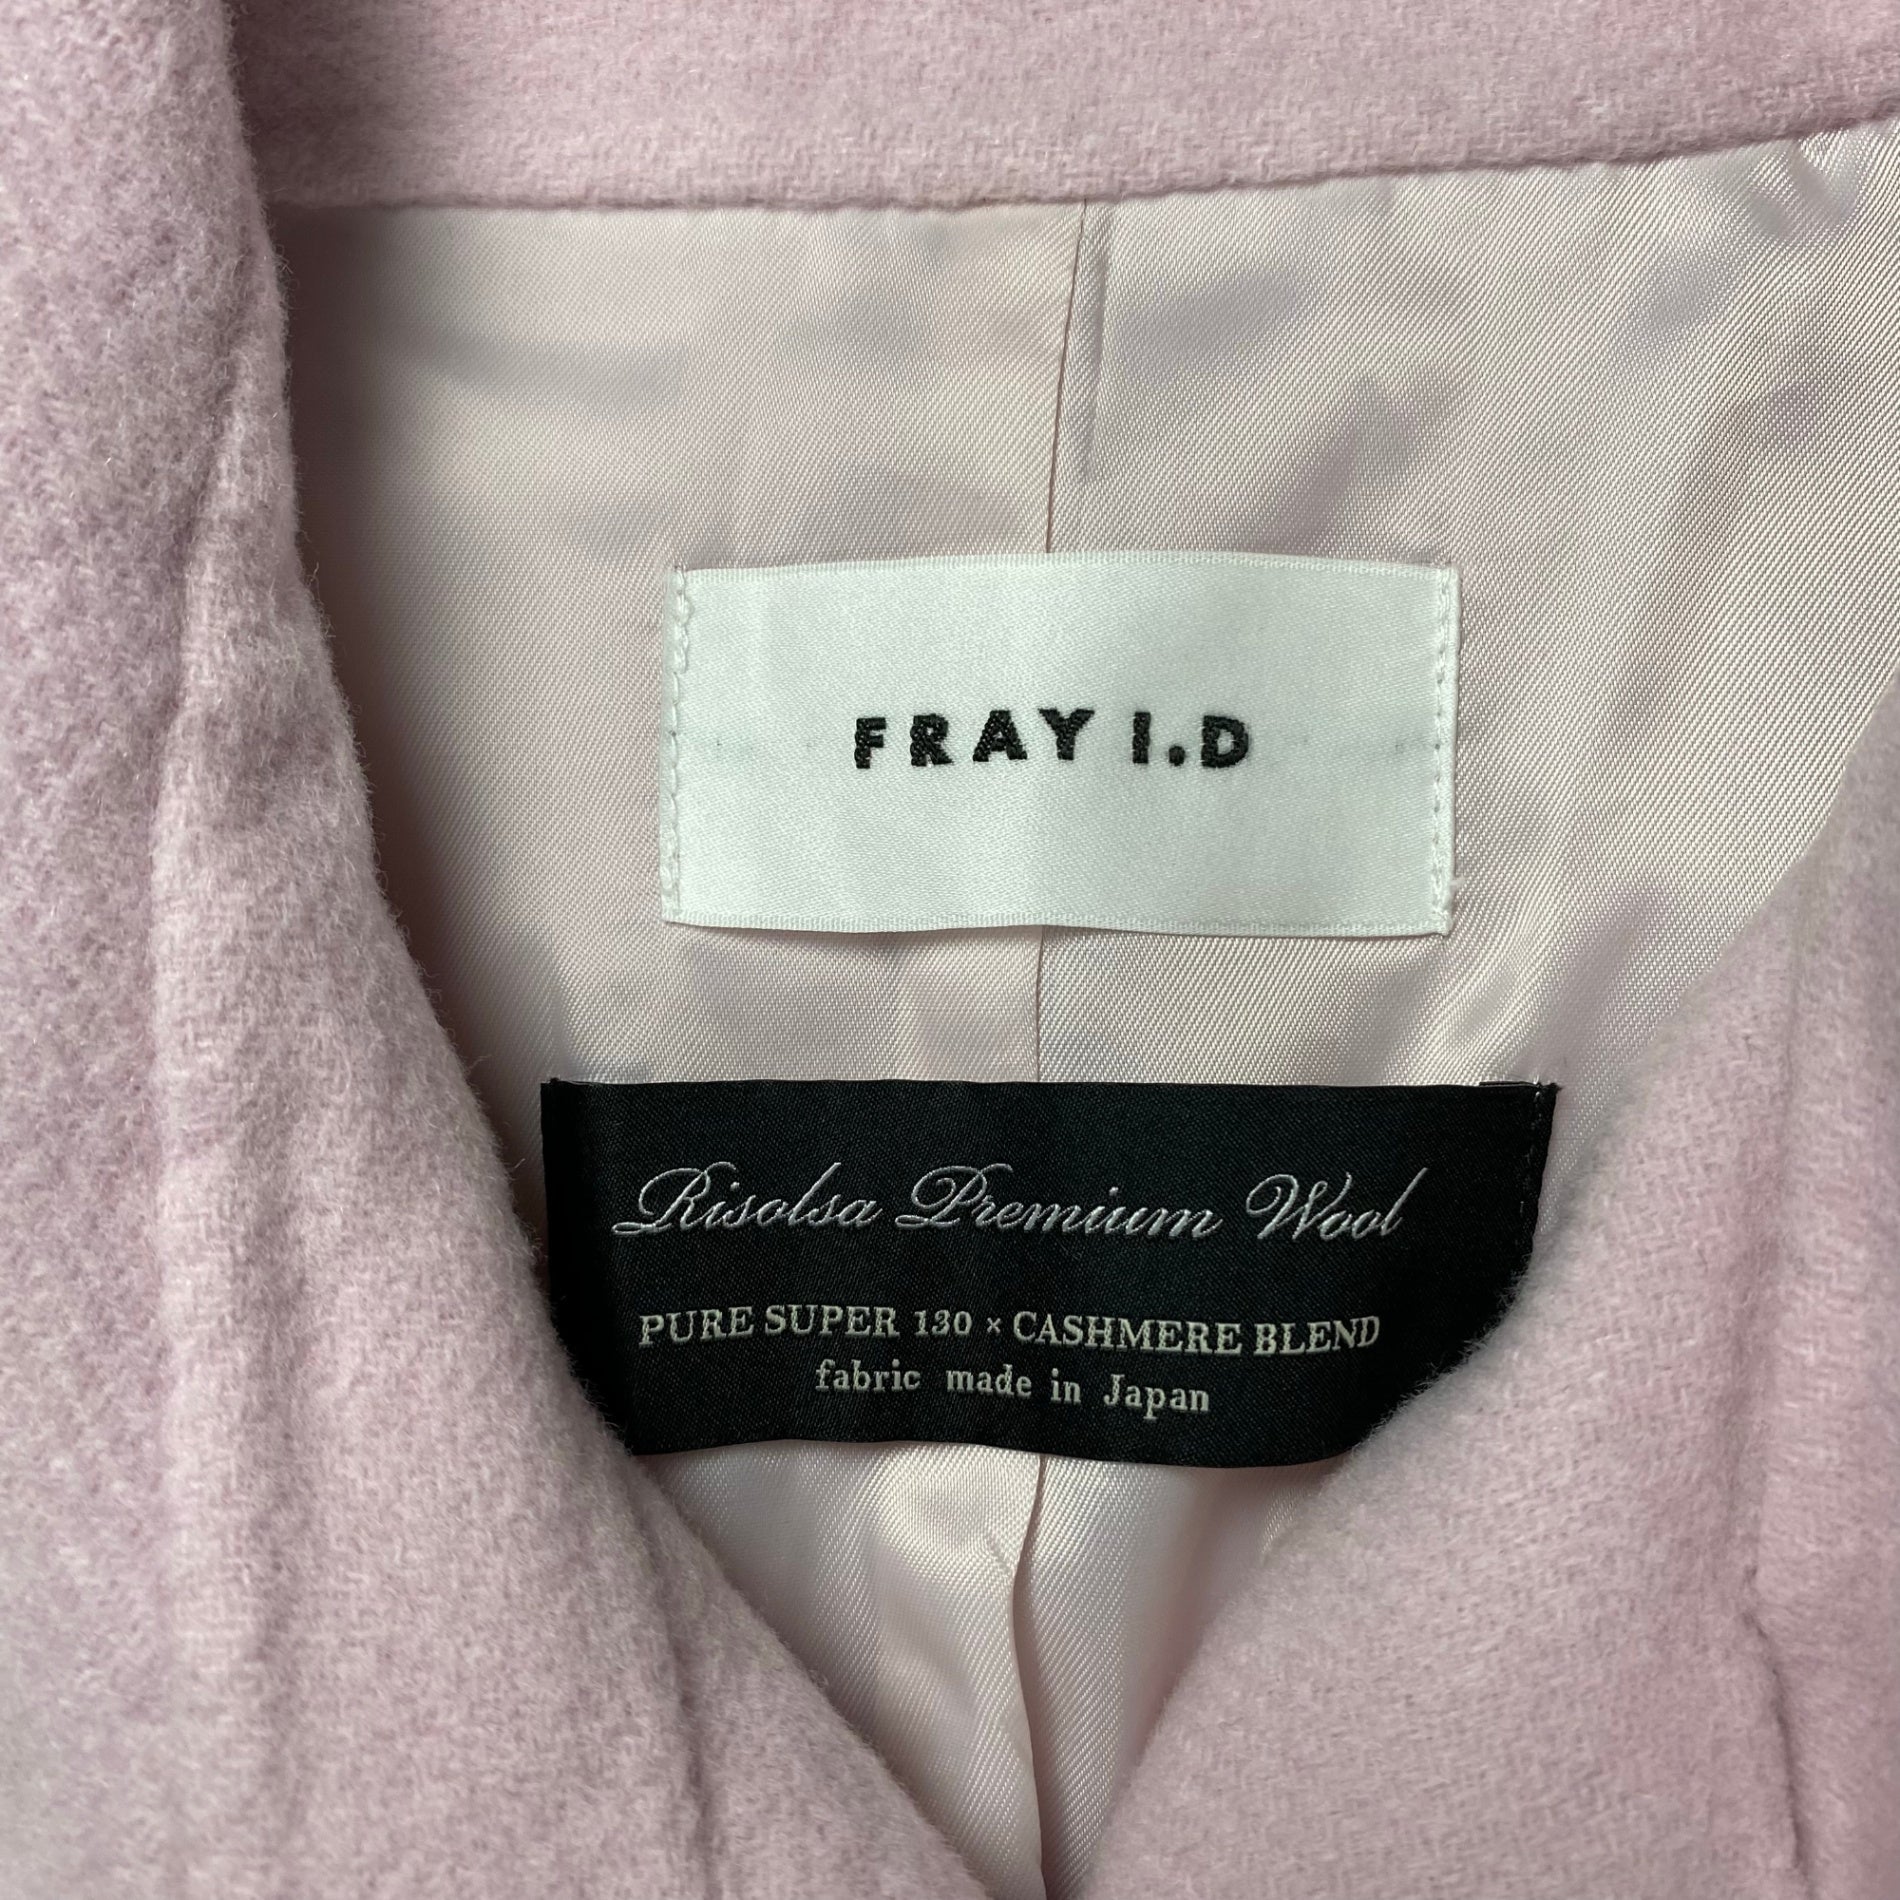 FRAY I.D
Risolsa Premium Wool
PURE SUPER 130 × CASHMERE BLEND
fabric made in Japan